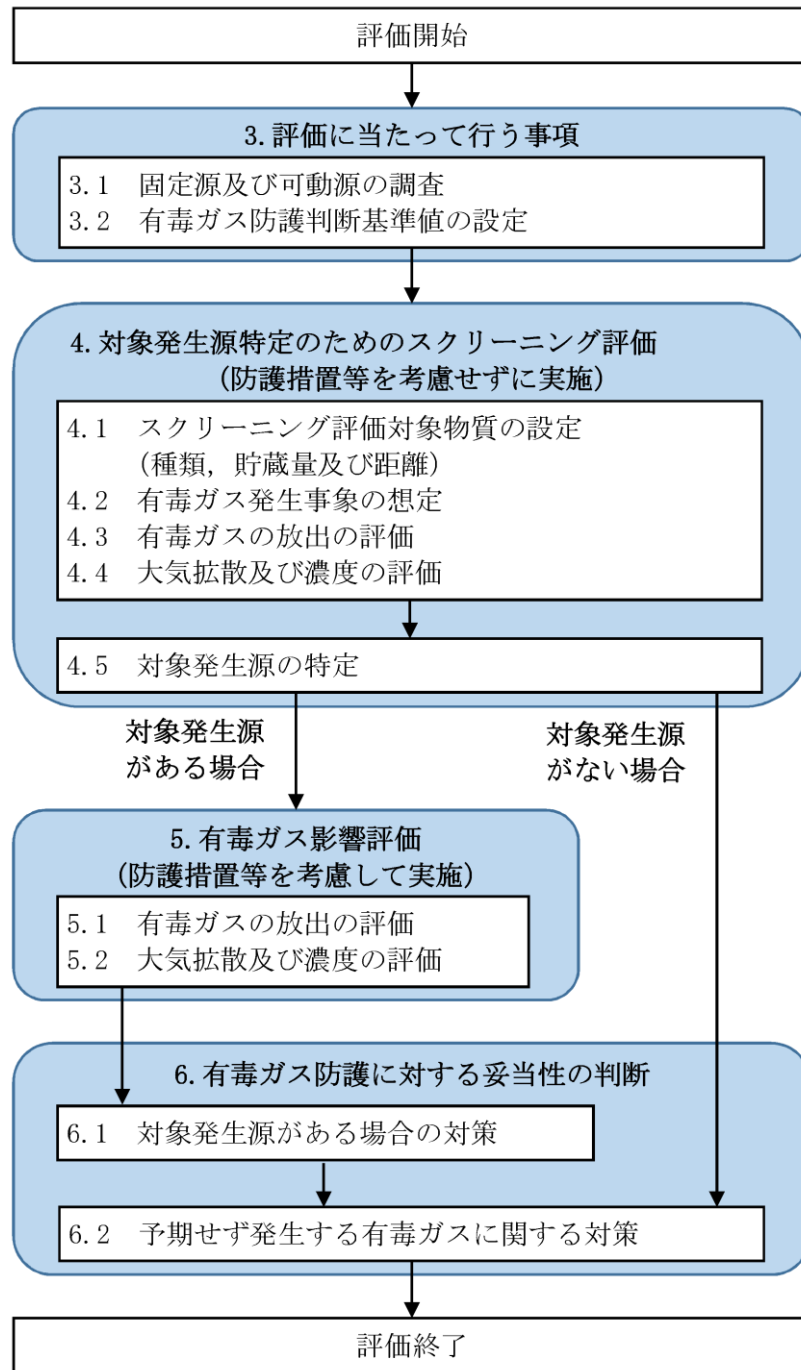 評価開始
3.評価に当たって行う事項
3.1 固定源及び可動源の調査
3.2 有毒ガス防護判断基準値の設定
4.対象発生源特定のためのスクリーニング評価
(防護措置等を考慮せずに実施)
4.1 スクリーニング評価対象物質の設定
(種類，貯蔵量及び距離)
4.2 有毒ガス発生事象の想定
4.3 有毒ガスの放出の評価
4.4 大気拡散及び濃度の評価
4.5 対象発生源の特定
対象発生源
がある場合
対象発生源
がない場合
5.有毒ガス影響評価
(防護措置等を考慮して実施)
5.1 有毒ガスの放出の評価
5.2 大気拡散及び濃度の評価
6.有毒ガス防護に対する妥当性の判断
6.1 対象発生源がある場合の対策
6.2 予期せず発生する有毒ガスに関する対策
評価終了